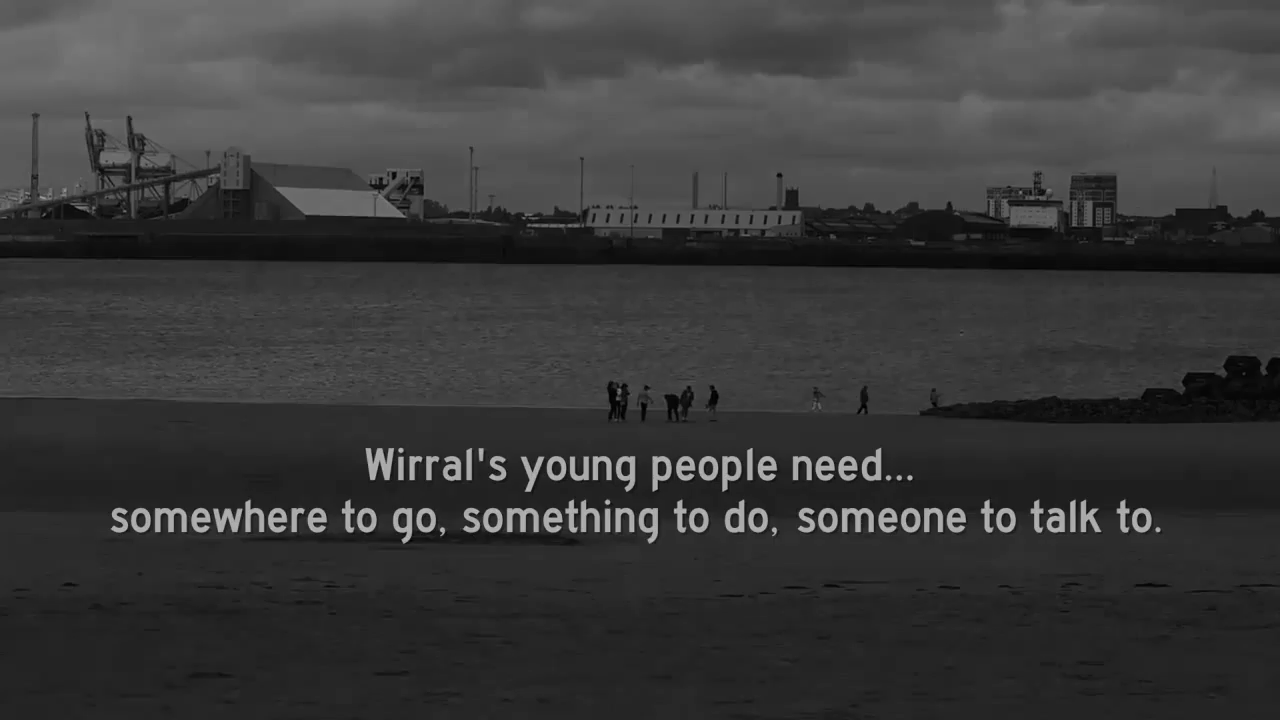 Wirral's young people need...
somewhere to go, something to do, someone to talk to.